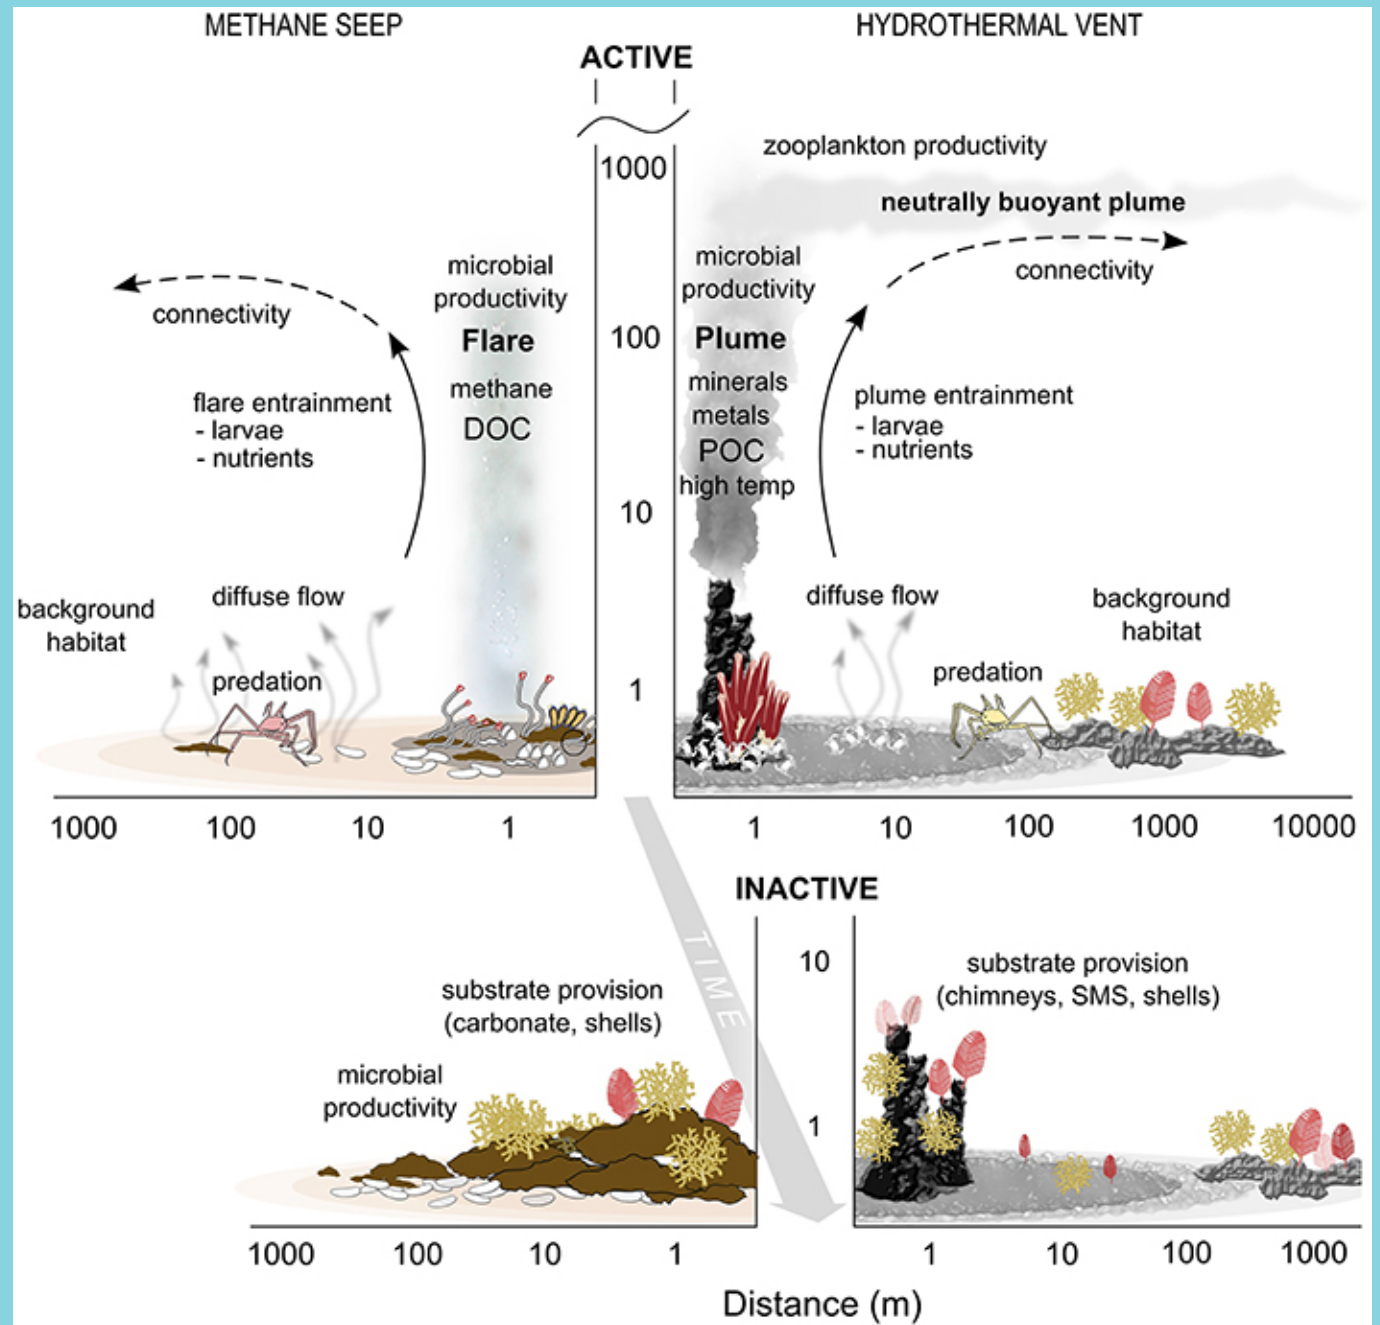 METHANE SEEP
HYDROTHERMAL VENT
ACTIVE
1000
100
10
1
microbial
productivity
Flare
methane
DOC
connectivity
flare entrainment
- larvae
- nutrients
background
habitat
diffuse flow
predation
1000 100 10 1
zooplankton productivity
neutrally buoyant plume
connectivity
microbial
productivity
Plume
minerals
metals
POC
high temp
plume entrainment
- larvae
- nutrients
diffuse flow
predation
background
habitat
1 10 100 1000 10000
TIME
INACTIVE
10
1
substrate provision
(carbonate, shells)
microbial
productivity
1000 100 10 1
substrate provision
(chimneys, SMS, shells)
1 10 100 1000
Distance (m)